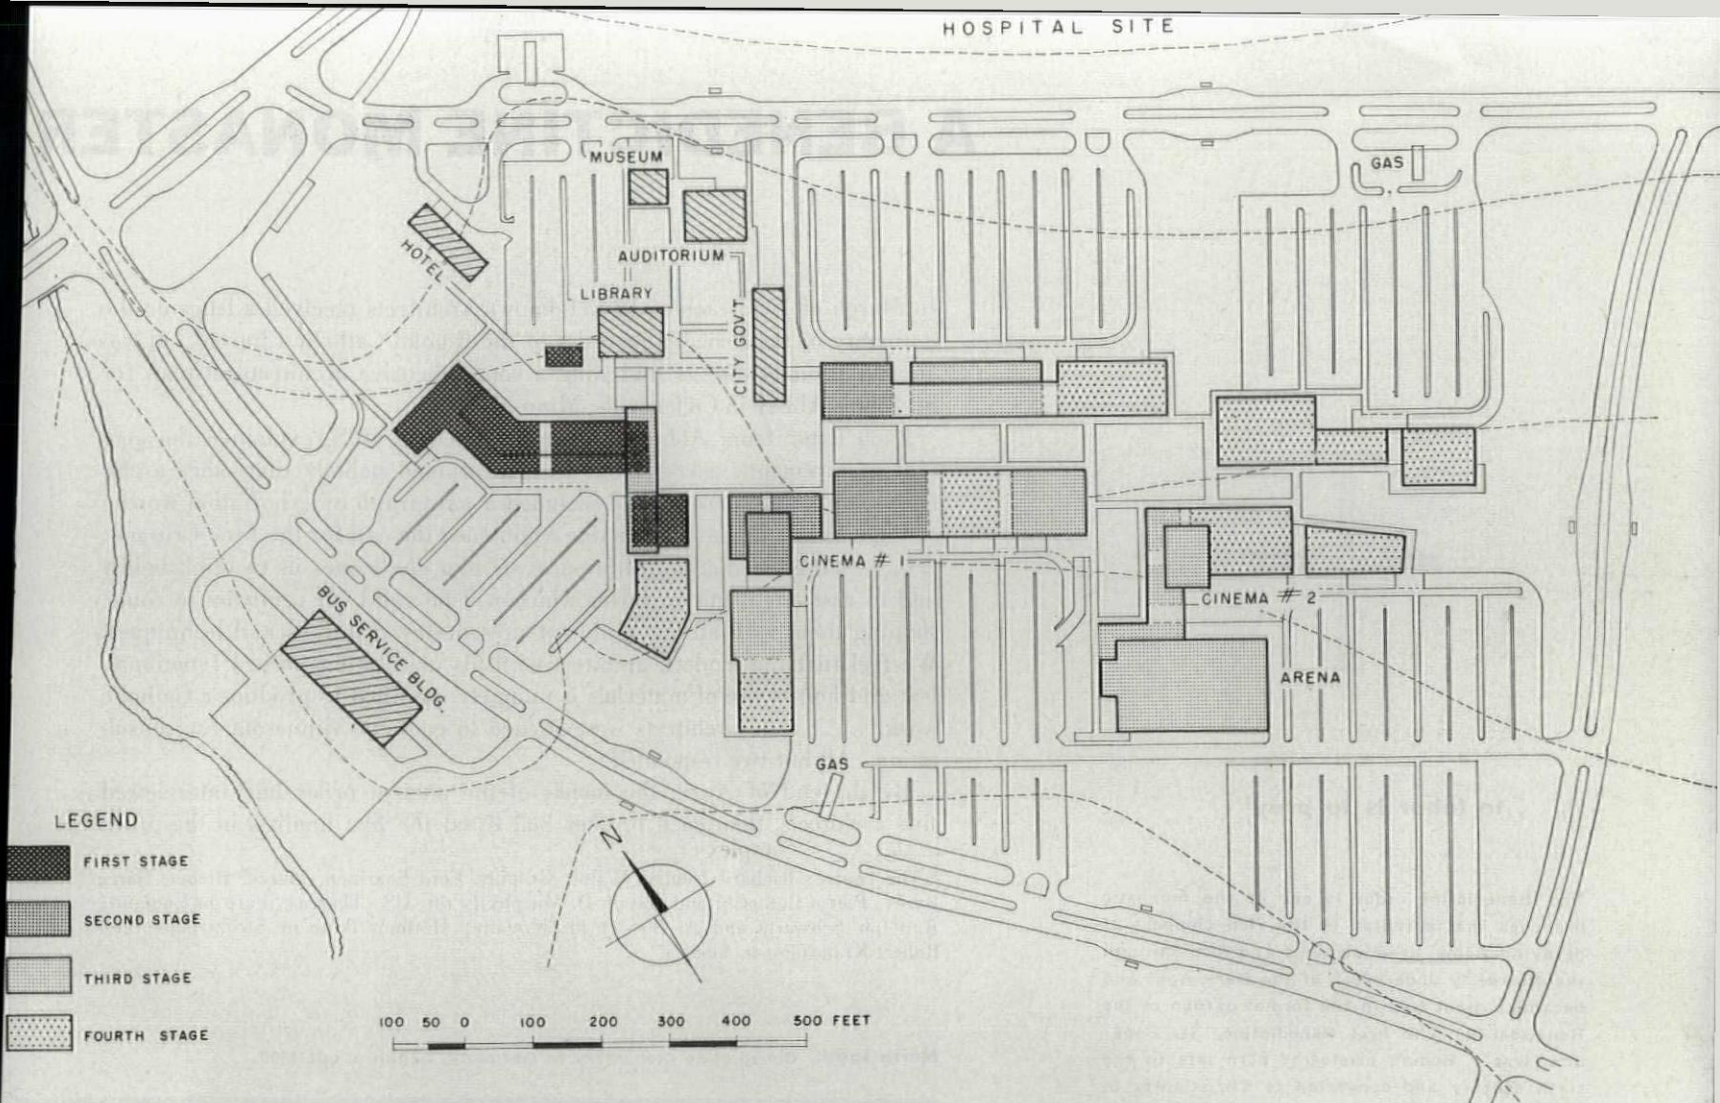 HOSPITAL SITE
MUSEUM
GAS
HOTEL
AUDITORIUM
LIBRARY
CITY GOV'T.
CINEMA # 1
CINEMA # 2
BUS SERVICE BLDG.
ARENA
GAS
LEGEND
FIRST STAGE
SECOND STAGE
THIRD STAGE
FOURTH STAGE
N
100 50 0 100 200 300 400 500 FEET